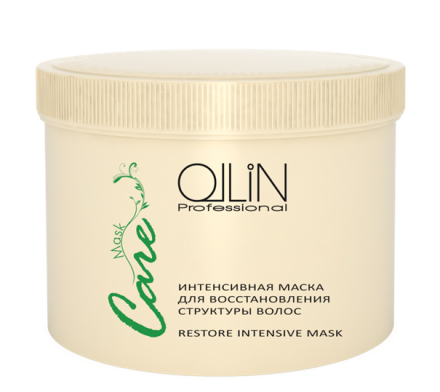 OLLiN
Professional
Mask
Care
ИНТЕНСИВНАЯ МАСКА
ДЛЯ ВОССТАНОВЛЕНИЯ
СТРУКТУРЫ ВОЛОС
RESTORE INTENSIVE MASK